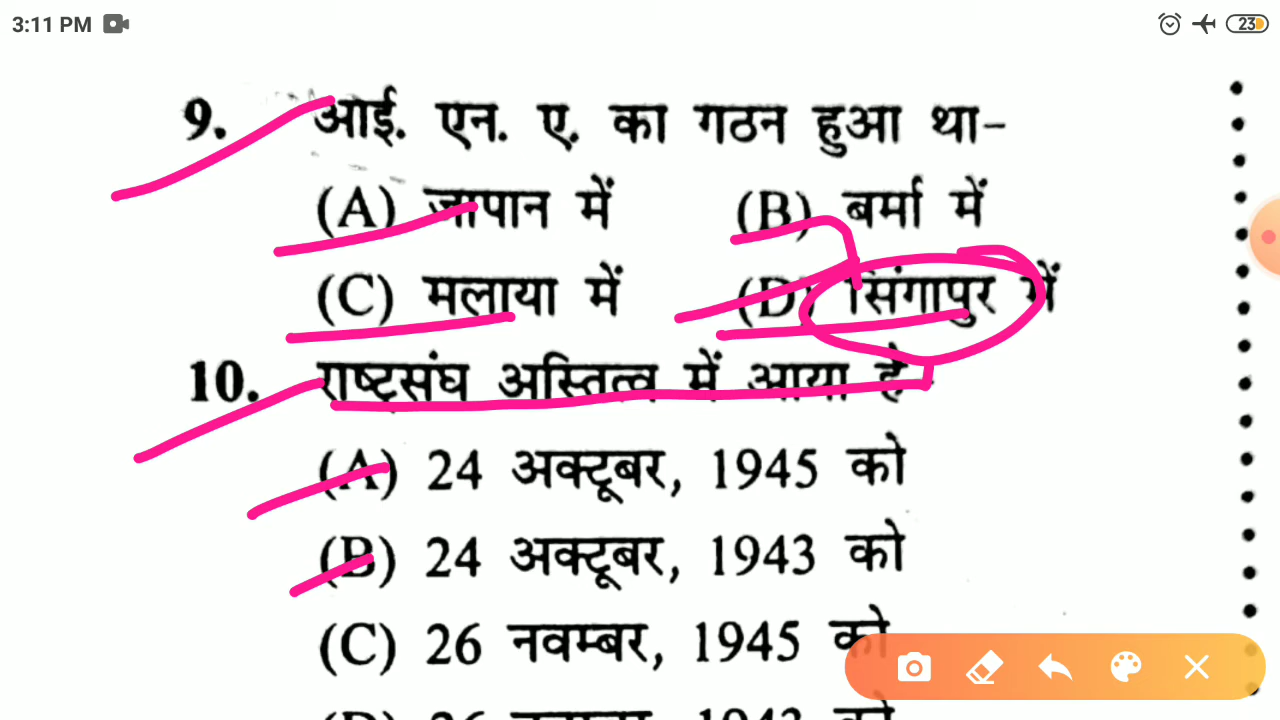 3:11 PM
23
9. आई. एन. ए. का गठन हुआ था-
(A) जापान में (B) बर्मा में
(C) मलाया में (D) सिंगापुर में
10. राष्ट्रसंघ अस्तित्व में आया है-
(A) 24 अक्टूबर, 1945 को
(B) 24 अक्टूबर, 1943 को
(C) 26 नवम्बर, 1945 को